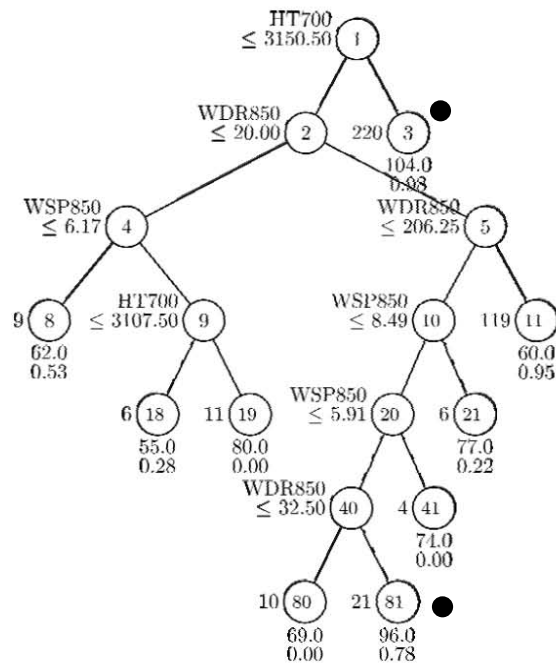 HT700
≤ 3150.50 1
WDR850
≤ 20.00 2 220 3
104.0
0.98
WSP850
≤ 6.17 4 WDR850
≤ 206.25 5
9 8 HT700
≤ 3107.50 9 WSP850
≤ 8.49 10 119 11
62.0
0.53
60.0
0.95
6 18 11 19 WSP850
≤ 5.91 20 6 21
55.0
0.28
80.0
0.00
77.0
0.22
WDR850
≤ 32.50 40 4 41
74.0
0.00
10 80 21 81
69.0
0.00
96.0
0.78